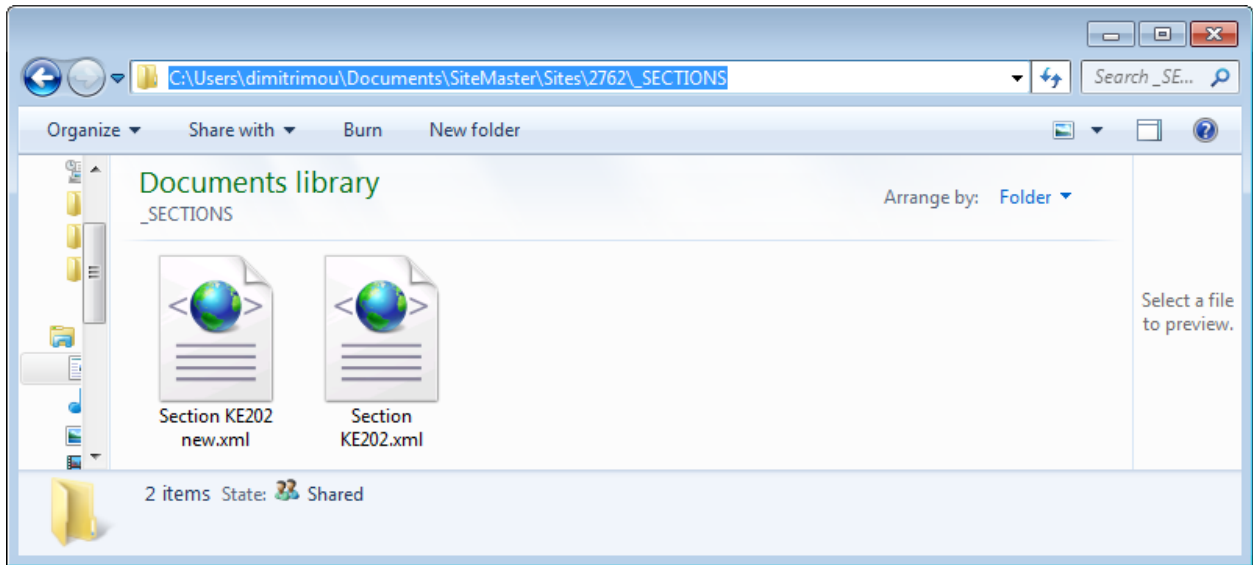 C:\Users\dimitrimou\Documents\SiteMaster\Sites\2762\_SECTIONS
Search _SE...
Organize Share with Burn New folder
Documents library
_SECTIONS
Arrange by: Folder
Select a file
to preview.
Section KE202
new.xml
Section
KE202.xml
2 items State: Shared